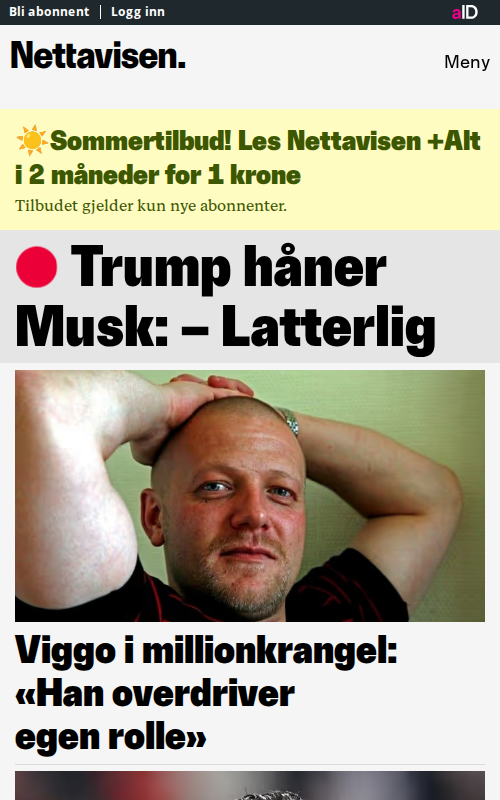 Bli abonnent
Logg inn
aID
Nettavisen.
Meny
☀️Sommertilbud! Les Nettavisen +Alt
i 2 måneder for 1 krone
Tilbudet gjelder kun nye abonnenter.
🔴 Trump håner
Musk: – Latterlig
Viggo i millionkrangel:
«Han overdriver
egen rolle»